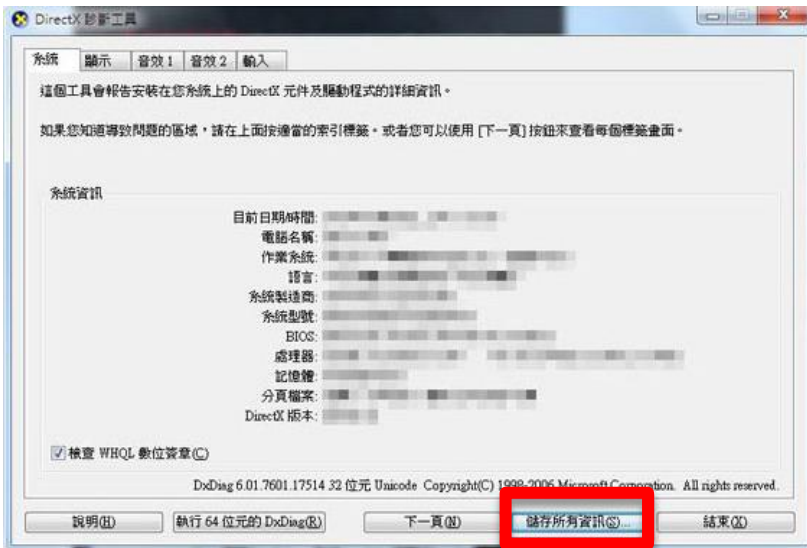 DirectX 診斷工具
系統 顯示 音效 1 音效 2 輸入
這個工具會報告安裝在您系統上的 DirectX 元件及驅動程式的詳細資訊。
如果您知道導致問題的區域,請在上面按適當的索引標籤。或者您可以使用 [下一頁] 按鈕來查看每個標籤畫面。
系統資訊
目前日期/時間:
電腦名稱:
作業系統:
語言:
系統製造商:
系統型號:
BIOS:
處理器:
記憶體:
分頁檔案:
DirectX 版本:
檢查 WHQL 數位簽章(C)
DxDiag 6.01.7601.17514 32 位元 Unicode Copyright(C) 1998-2006 Microsoft Corporation. All rights reserved.
說明(H) 執行 64 位元的 DxDiag(R) 下一頁(N) 儲存所有資訊(S)... 結束(X)